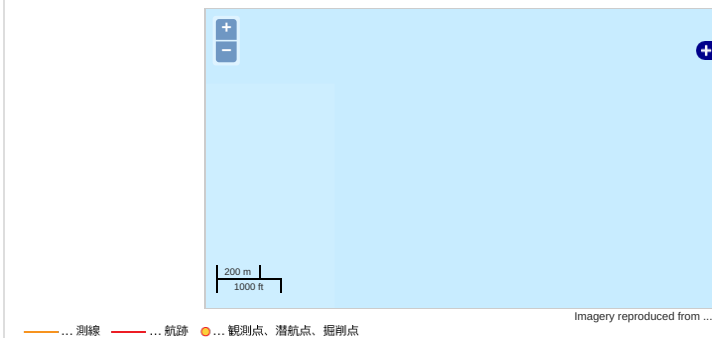 +
−
+
200 m
1000 ft
Imagery reproduced from ...
... 測線 ... 航跡 ... 観測点、潜航点、掘削点